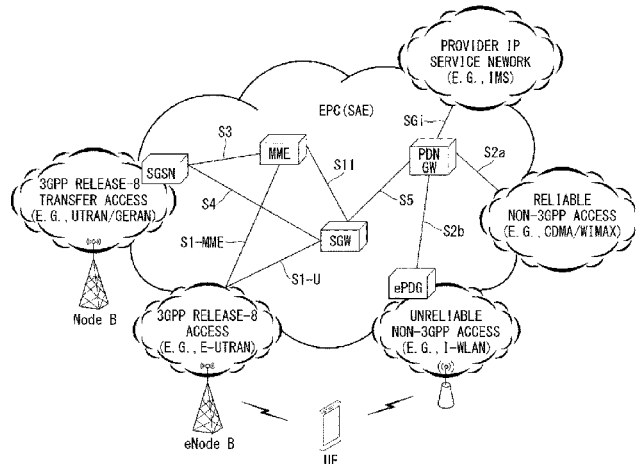 PROVIDER IP
SERVICE NEWORK
(E.G.,IMS)
EPC(SAE)
SGi
S3
MME
PDN
GW
S2a
SGSN
S11
3GPP RELEASE-8
TRANSFER ACCESS
(E.G.,UTRAN/GERAN)
S4
S5
RELIABLE
NON-3GPP ACCESS
(E.G.,CDMA/WIMAX)
S1-MME
SGW
S2b
S1-U
ePDG
Node B
3GPP RELEASE-8
ACCESS
(E.G.,E-UTRAN)
UNRELIABLE
NON-3GPP ACCESS
(E.G.,I-WLAN)
eNode B
UE